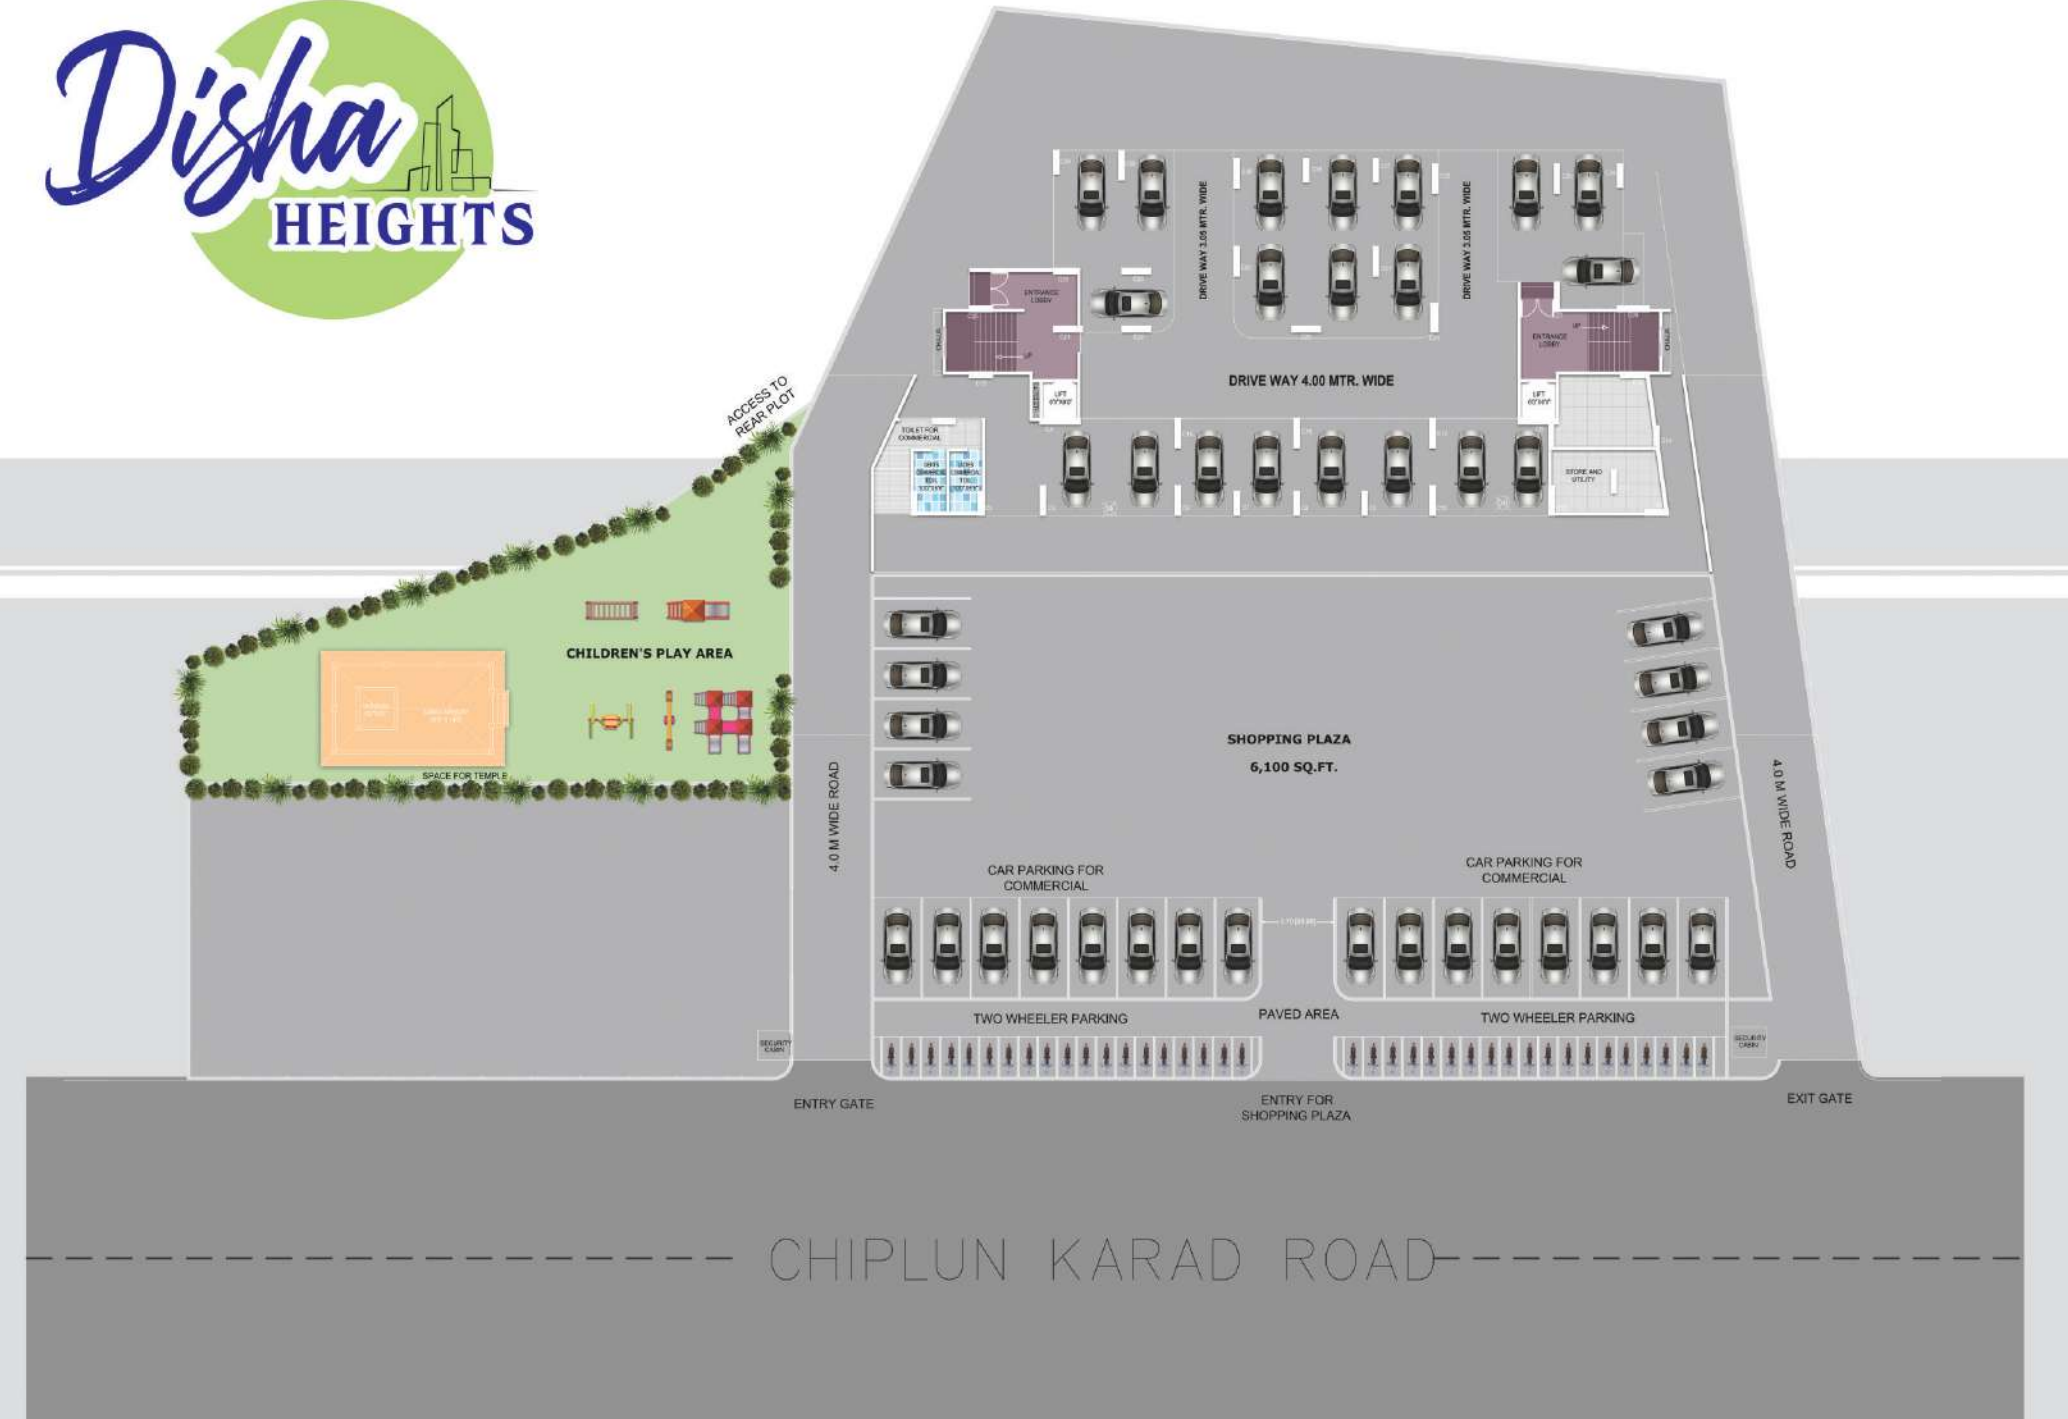 Disha
HEIGHTS
DRIVE WAY 3.05 MTR. WIDE
DRIVE WAY 3.05 MTR. WIDE
ENTRANCE
LOBBY
UP
ENTRANCE
LOBBY
UP
DRIVE WAY 4.00 MTR. WIDE
LIFT
LIFT
ACCESS TO
REAR PLOT
TOILET FOR
COMMERCIAL
STORE AND
UTILITY
CHILDREN'S PLAY AREA
SPACE FOR TEMPLE
SHOPPING PLAZA
6,100 SQ.FT.
4.0 M WIDE ROAD
4.0 M WIDE ROAD
CAR PARKING FOR
COMMERCIAL
CAR PARKING FOR
COMMERCIAL
TWO WHEELER PARKING
PAVED AREA
TWO WHEELER PARKING
SECURITY
CABIN
SECURITY
CABIN
ENTRY GATE
ENTRY FOR
SHOPPING PLAZA
EXIT GATE
CHIPLUN KARAD ROAD